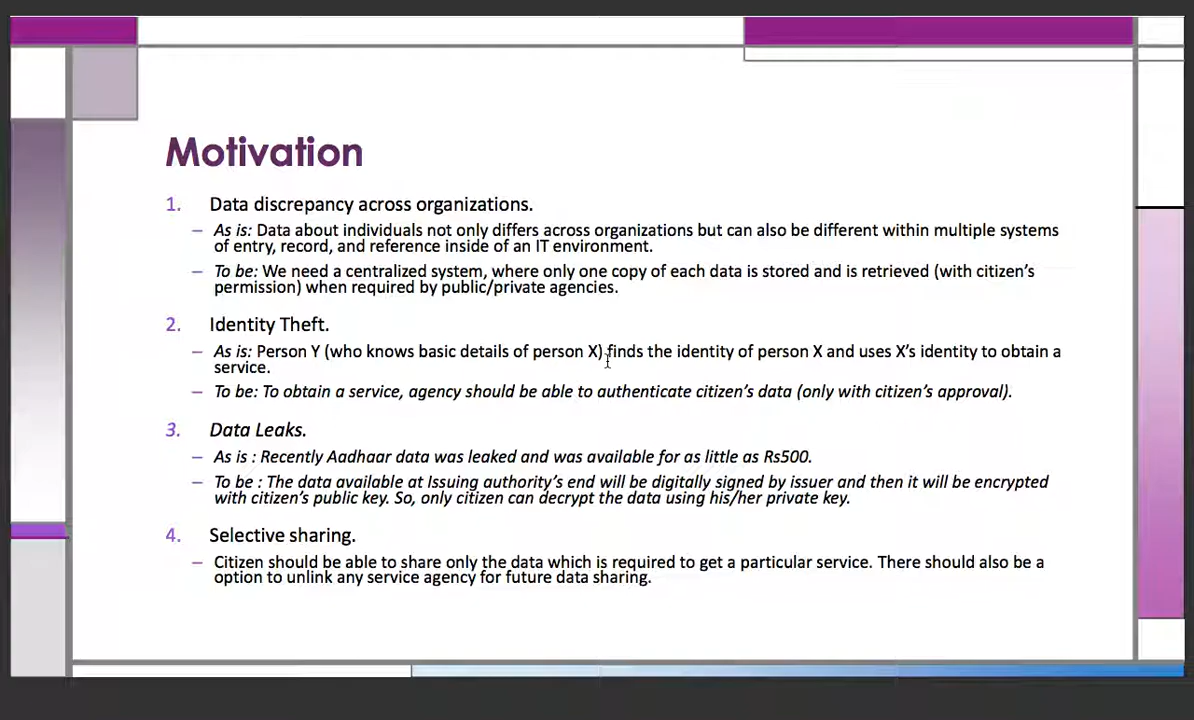 Motivation
1. Data discrepancy across organizations.
– As is: Data about individuals not only differs across organizations but can also be different within multiple systems
of entry, record, and reference inside of an IT environment.
– To be: We need a centralized system, where only one copy of each data is stored and is retrieved (with citizen's
permission) when required by public/private agencies.
2. Identity Theft.
– As is: Person Y (who knows basic details of person X) finds the identity of person X and uses X's identity to obtain a
service.
– To be: To obtain a service, agency should be able to authenticate citizen's data (only with citizen's approval).
3. Data Leaks.
– As is : Recently Aadhaar data was leaked and was available for as little as Rs500.
– To be : The data available at Issuing authority's end will be digitally signed by issuer and then it will be encrypted
with citizen's public key. So, only citizen can decrypt the data using his/her private key.
4. Selective sharing.
– Citizen should be able to share only the data which is required to get a particular service. There should also be a
option to unlink any service agency for future data sharing.